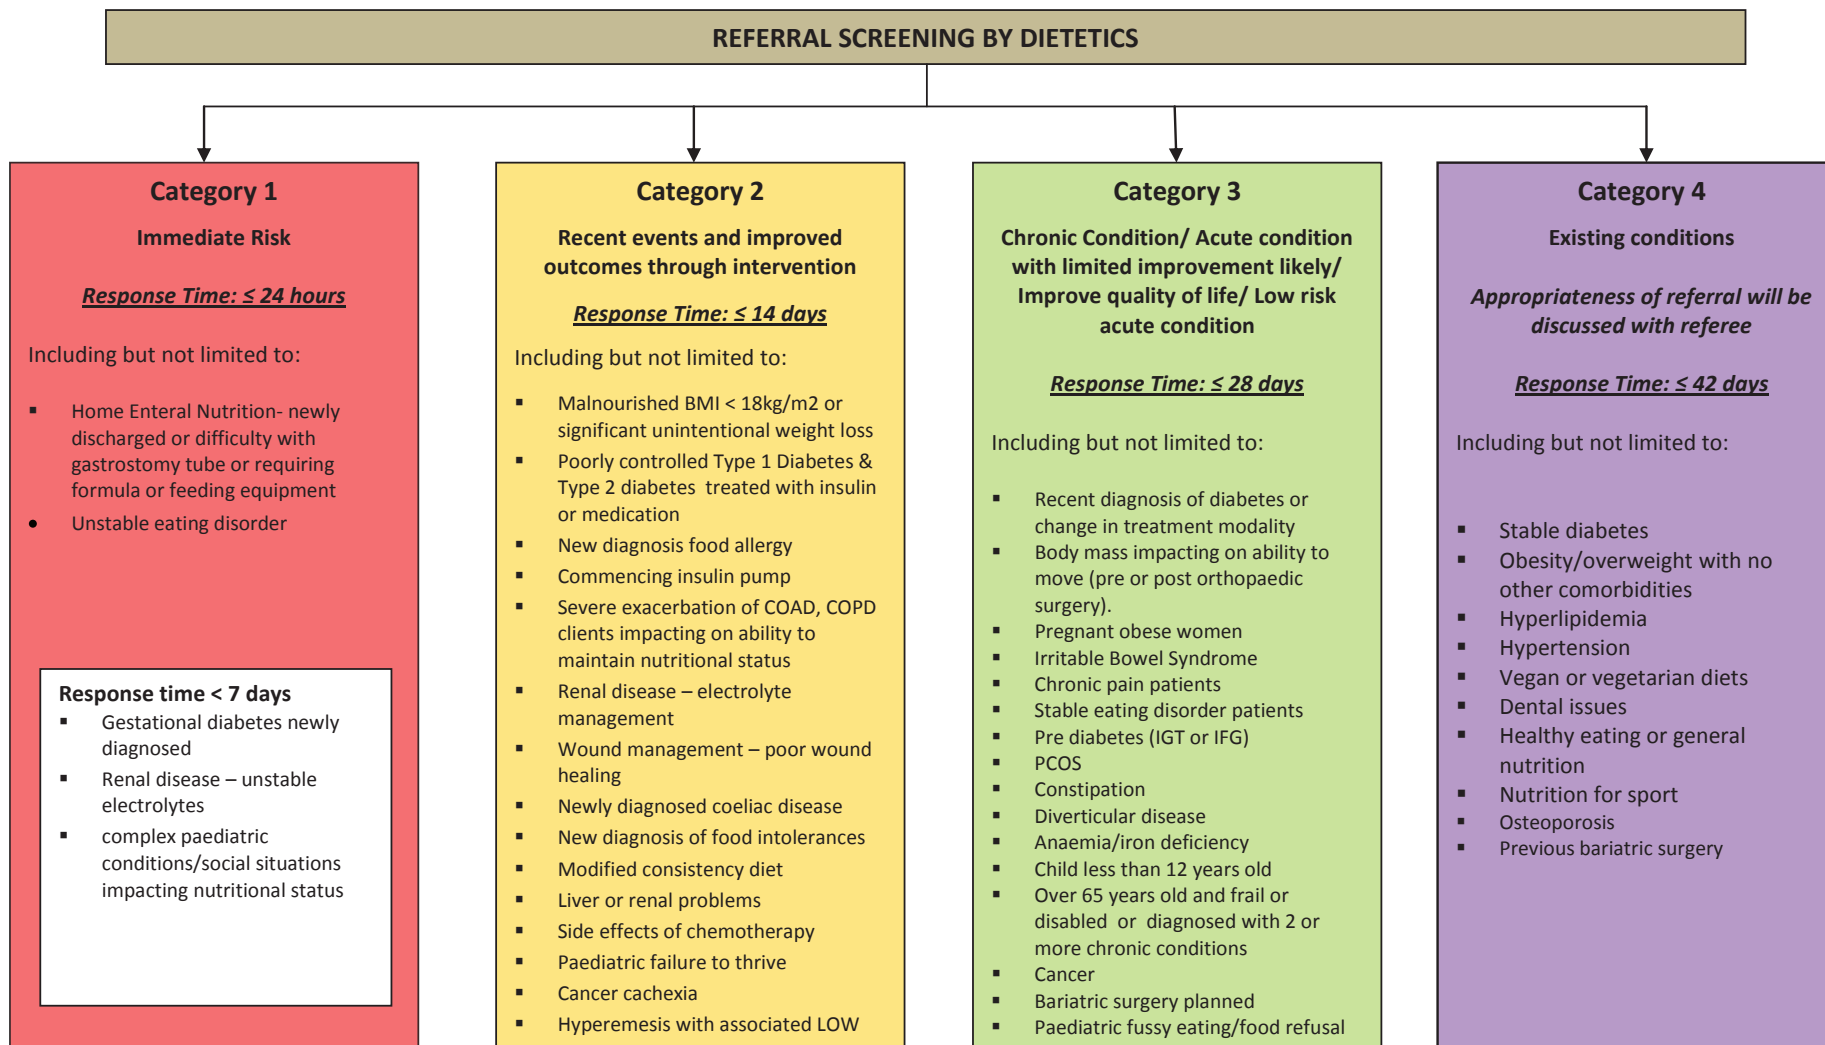 REFERRAL SCREENING BY DIETETICS
Category 1
Immediate Risk
Response Time: ≤ 24 hours
Including but not limited to:
▪ Home Enteral Nutrition- newly
discharged or difficulty with
gastrostomy tube or requiring
formula or feeding equipment
• Unstable eating disorder
Response time < 7 days
▪ Gestational diabetes newly
diagnosed
▪ Renal disease – unstable
electrolytes
▪ complex paediatric
conditions/social situations
impacting nutritional status
Category 2
Recent events and improved
outcomes through intervention
Response Time: ≤ 14 days
Including but not limited to:
▪ Malnourished BMI < 18kg/m2 or
significant unintentional weight loss
▪ Poorly controlled Type 1 Diabetes &
Type 2 diabetes treated with insulin
or medication
▪ New diagnosis food allergy
▪ Commencing insulin pump
▪ Severe exacerbation of COAD, COPD
clients impacting on ability to
maintain nutritional status
▪ Renal disease – electrolyte
management
▪ Wound management – poor wound
healing
▪ Newly diagnosed coeliac disease
▪ New diagnosis of food intolerances
▪ Modified consistency diet
▪ Liver or renal problems
▪ Side effects of chemotherapy
▪ Paediatric failure to thrive
▪ Cancer cachexia
▪ Hyperemesis with associated LOW
Category 3
Chronic Condition/ Acute condition
with limited improvement likely/
Improve quality of life/ Low risk
acute condition
Response Time: ≤ 28 days
Including but not limited to:
▪ Recent diagnosis of diabetes or
change in treatment modality
▪ Body mass impacting on ability to
move (pre or post orthopaedic
surgery).
▪ Pregnant obese women
▪ Irritable Bowel Syndrome
▪ Chronic pain patients
▪ Stable eating disorder patients
▪ Pre diabetes (IGT or IFG)
▪ PCOS
▪ Constipation
▪ Diverticular disease
▪ Anaemia/iron deficiency
▪ Child less than 12 years old
▪ Over 65 years old and frail or
disabled or diagnosed with 2 or
more chronic conditions
▪ Cancer
▪ Bariatric surgery planned
▪ Paediatric fussy eating/food refusal
Category 4
Existing conditions
Appropriateness of referral will be
discussed with referee
Response Time: ≤ 42 days
Including but not limited to:
▪ Stable diabetes
▪ Obesity/overweight with no
other comorbidities
▪ Hyperlipidemia
▪ Hypertension
▪ Vegan or vegetarian diets
▪ Dental issues
▪ Healthy eating or general
nutrition
▪ Nutrition for sport
▪ Osteoporosis
▪ Previous bariatric surgery